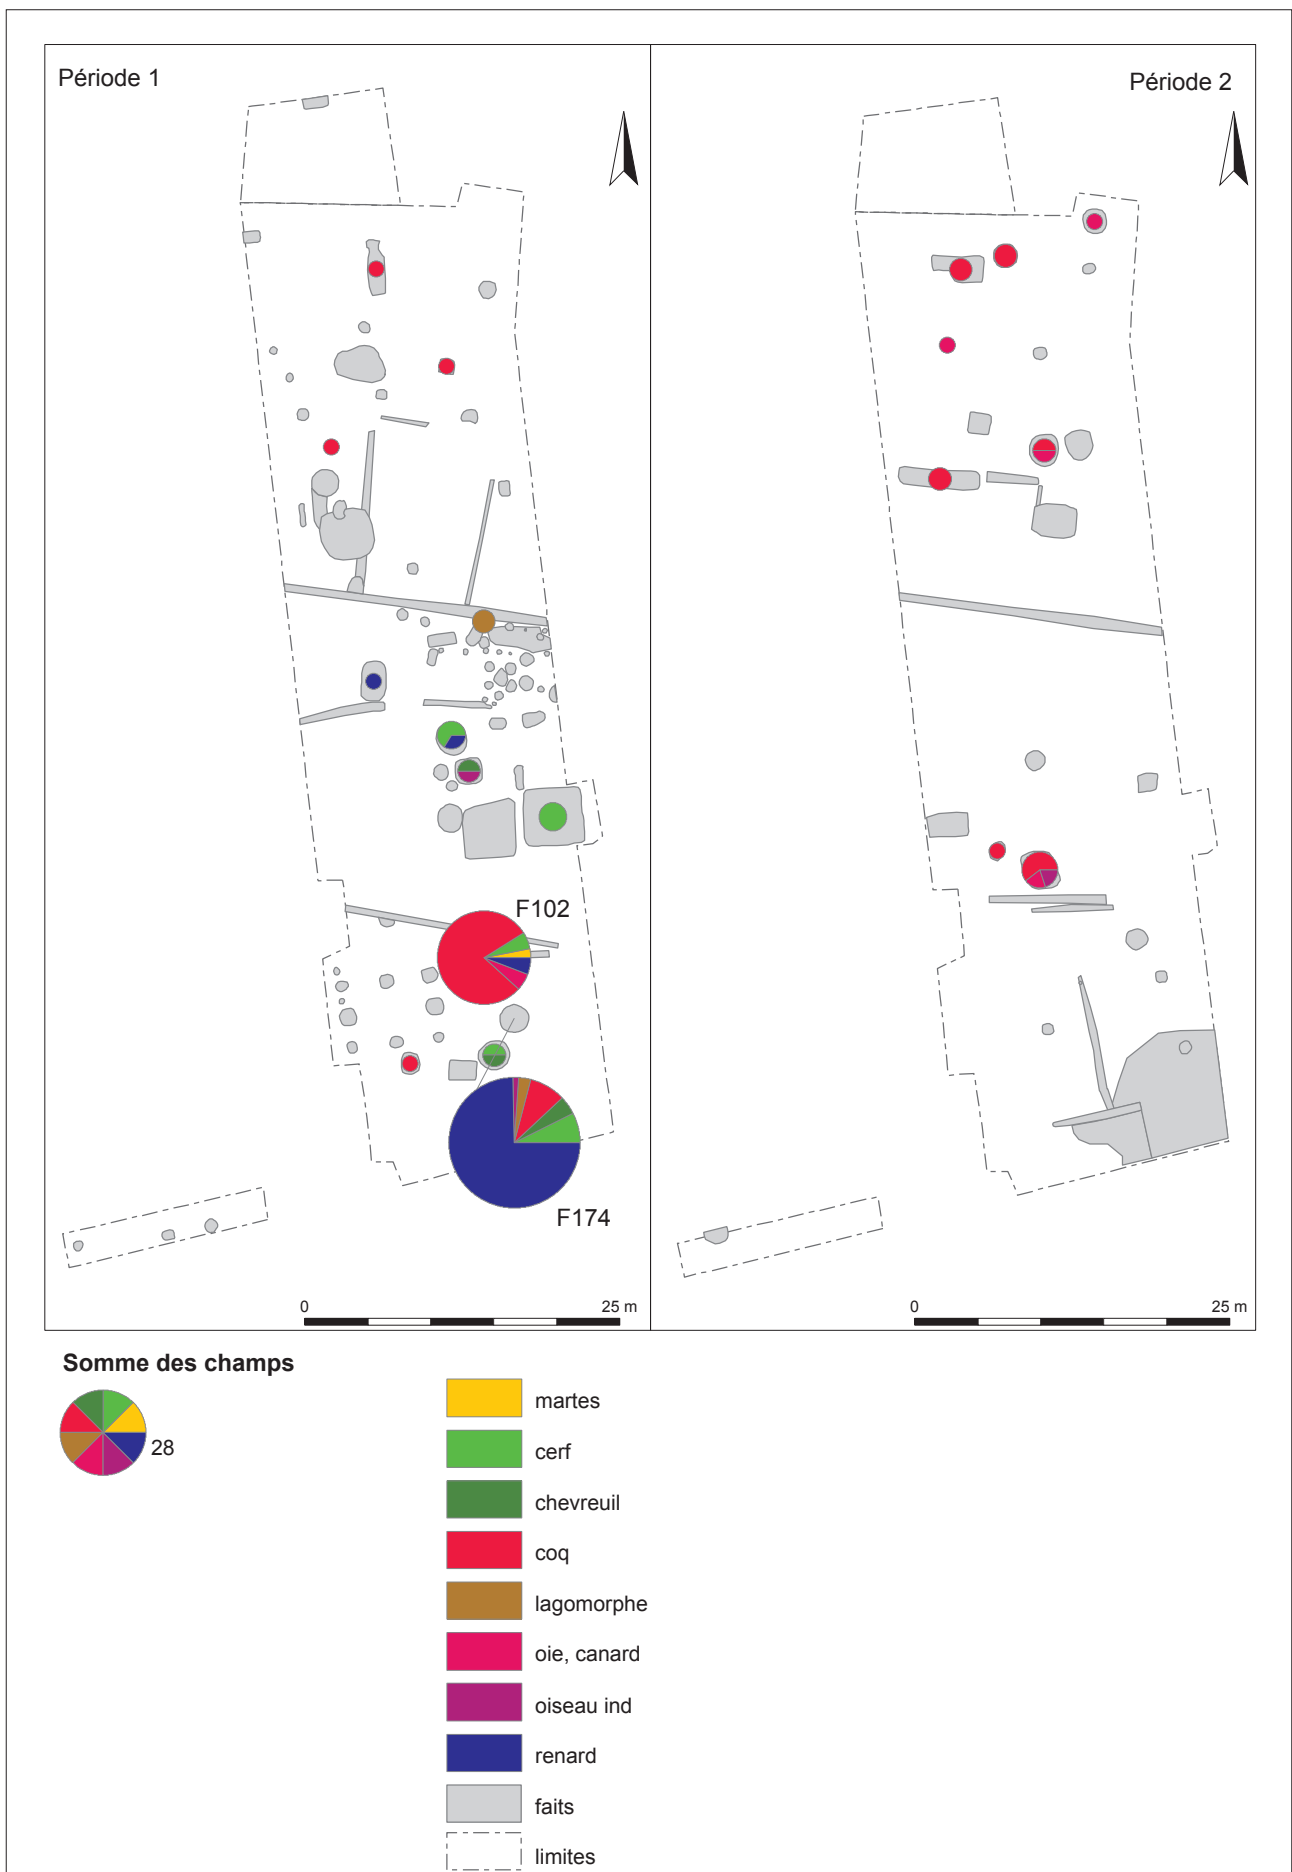 Période 1
Période 2
F102
F174
0
25 m
0
25 m
Somme des champs
28
martes
cerf
chevreuil
coq
lagomorphe
oie, canard
oiseau ind
renard
faits
limites